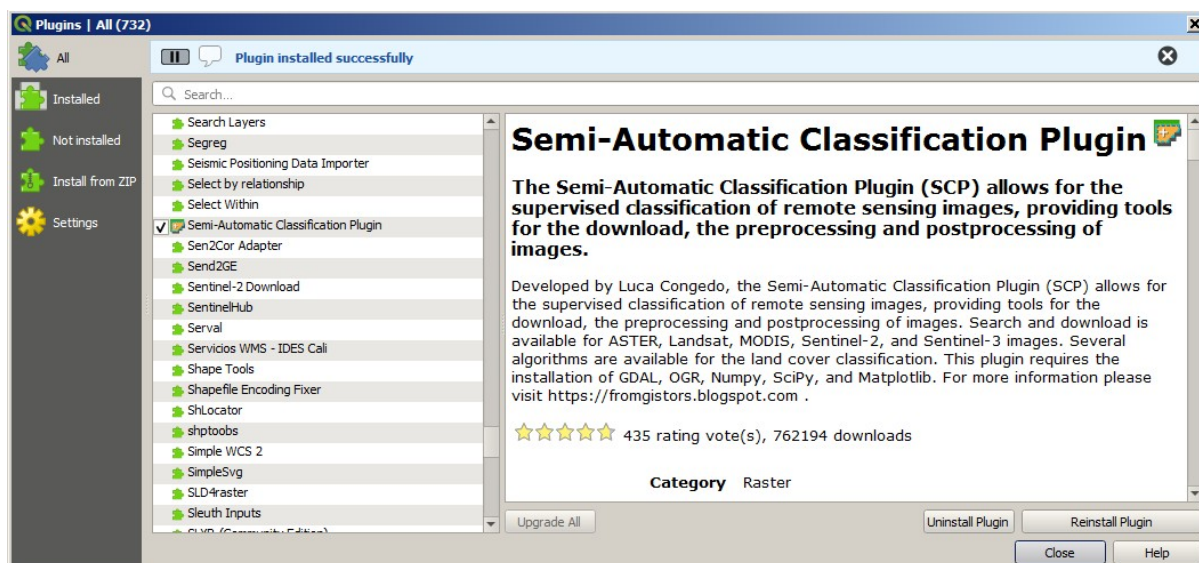 Plugins | All (732)
All
Installed
Not installed
Install from ZIP
Settings
Plugin installed successfully
Search...
Search Layers
Segreg
Seismic Positioning Data Importer
Select by relationship
Select Within
Semi-Automatic Classification Plugin
Sen2Cor Adapter
Send2GE
Sentinel-2 Download
SentinelHub
Serval
Servicios WMS - IDES Cali
Shape Tools
Shapefile Encoding Fixer
ShLocator
shptoobs
Simple WCS 2
SimpleSvg
SLD4raster
Sleuth Inputs
SLYR (Community Edition)
Semi-Automatic Classification Plugin
The Semi-Automatic Classification Plugin (SCP) allows for the
supervised classification of remote sensing images, providing tools
for the download, the preprocessing and postprocessing of
images.
Developed by Luca Congedo, the Semi-Automatic Classification Plugin (SCP) allows for
the supervised classification of remote sensing images, providing tools for the
download, the preprocessing and postprocessing of images. Search and download is
available for ASTER, Landsat, MODIS, Sentinel-2, and Sentinel-3 images. Several
algorithms are available for the land cover classification. This plugin requires the
installation of GDAL, OGR, Numpy, SciPy, and Matplotlib. For more information please
visit https://fromgistors.blogspot.com .
435 rating vote(s), 762194 downloads
Category Raster
Upgrade All
Uninstall Plugin
Reinstall Plugin
Close
Help